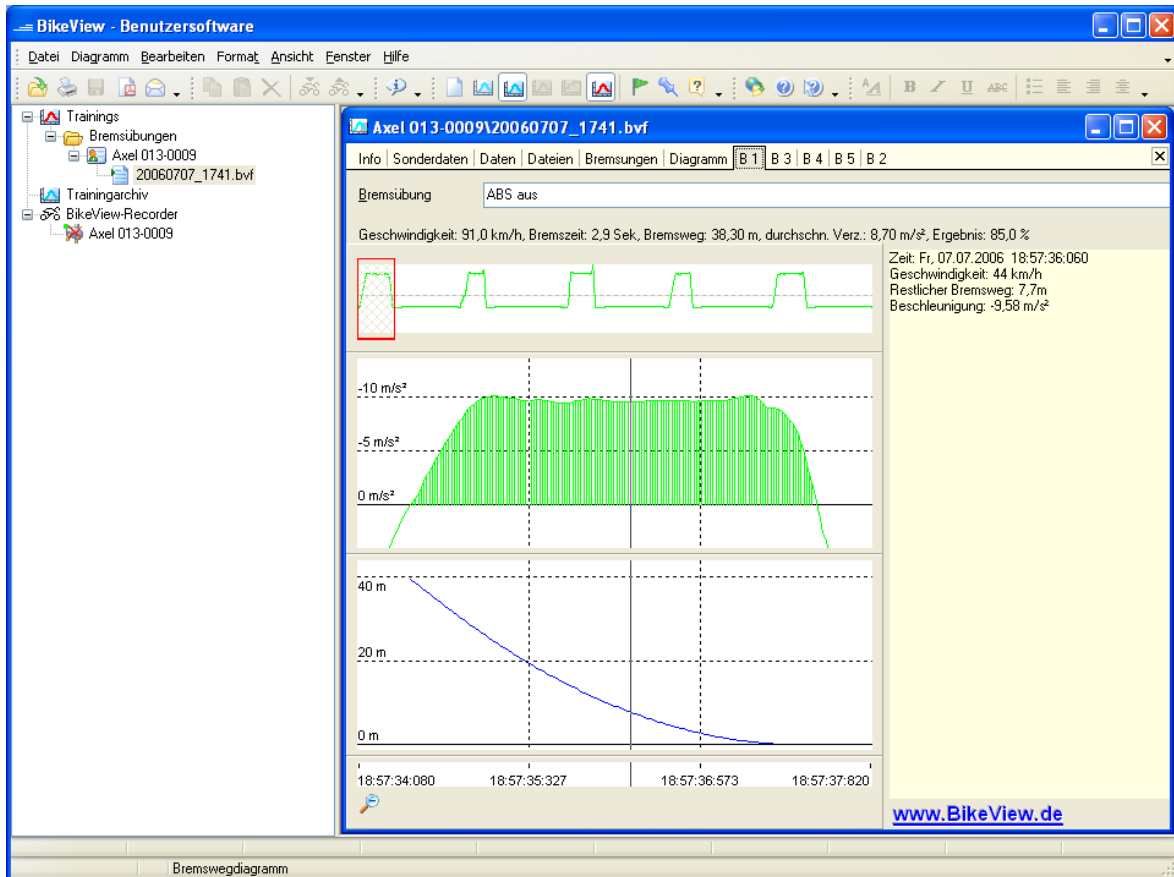 BikeView - Benutzersoftware
Datei Diagramm Bearbeiten Format Ansicht Fenster Hilfe
B I U ABC
Trainings
Bremsübungen
Axel 013-0009
20060707_1741.bvf
Trainingarchiv
BikeView-Recorder
Axel 013-0009
Axel 013-0009\20060707_1741.bvf
Info Sonderdaten Daten Dateien Bremsungen Diagramm B 1 B 3 B 4 B 5 B 2
Bremsübung ABS aus
Geschwindigkeit: 91,0 km/h, Bremszeit: 2,9 Sek, Bremsweg: 38,30 m, durchschn. Verz.: 8,70 m/s², Ergebnis: 85,0 %
Zeit: Fr, 07.07.2006 18:57:36:060
Geschwindigkeit: 44 km/h
Restlicher Bremsweg: 7,7m
Beschleunigung: -9,58 m/s²
-10 m/s²
-5 m/s²
0 m/s²
40 m
20 m
0 m
18:57:34:080 18:57:35:327 18:57:36:573 18:57:37:820
www.BikeView.de
Bremswegdiagramm